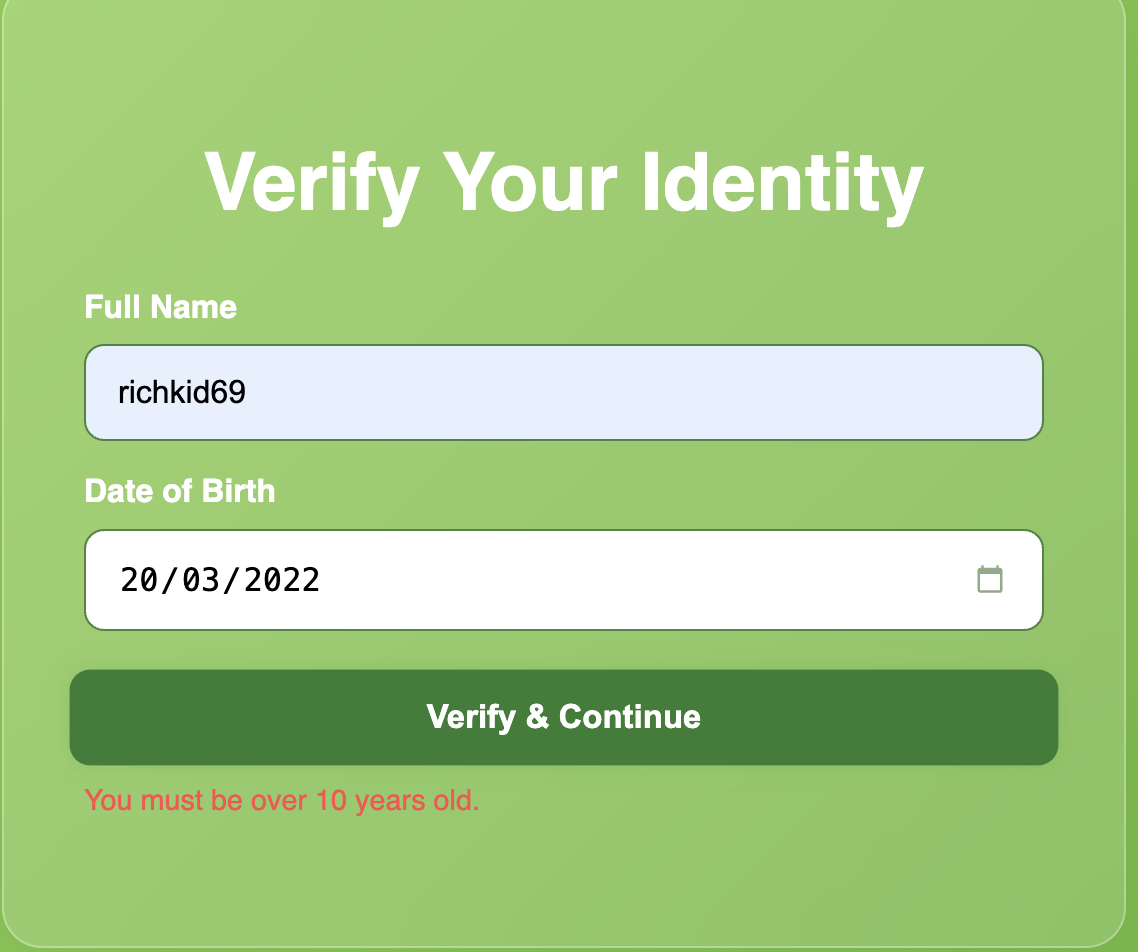 Verify Your Identity
Full Name
richkid69
Date of Birth
20/03/2022
Verify & Continue
You must be over 10 years old.